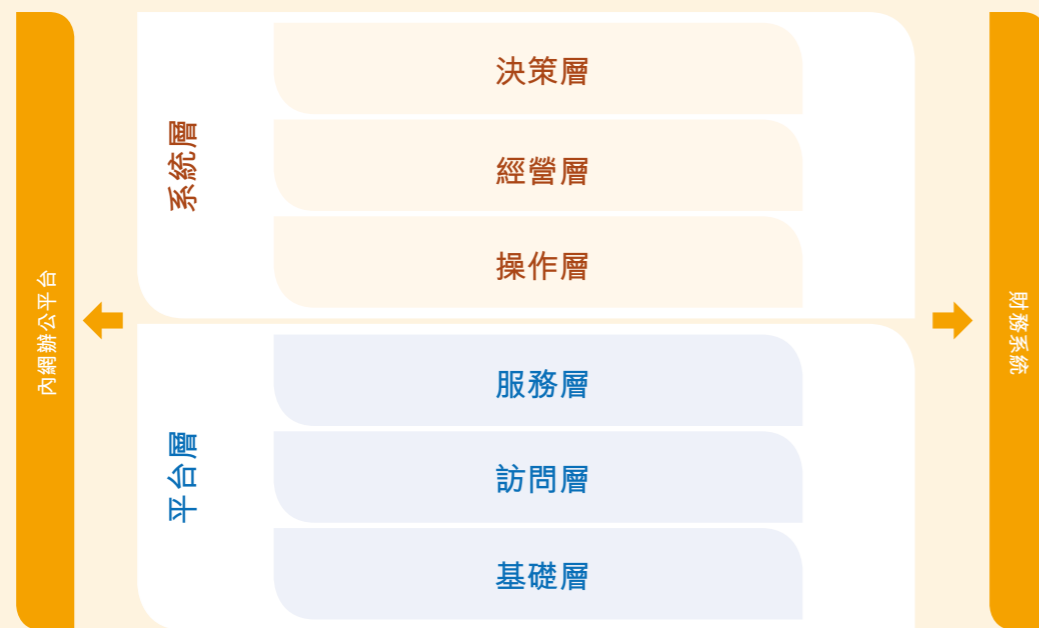 內網辦公平台
系統層
決策層
經營層
操作層
平台層
服務層
訪問層
基礎層
財務系統